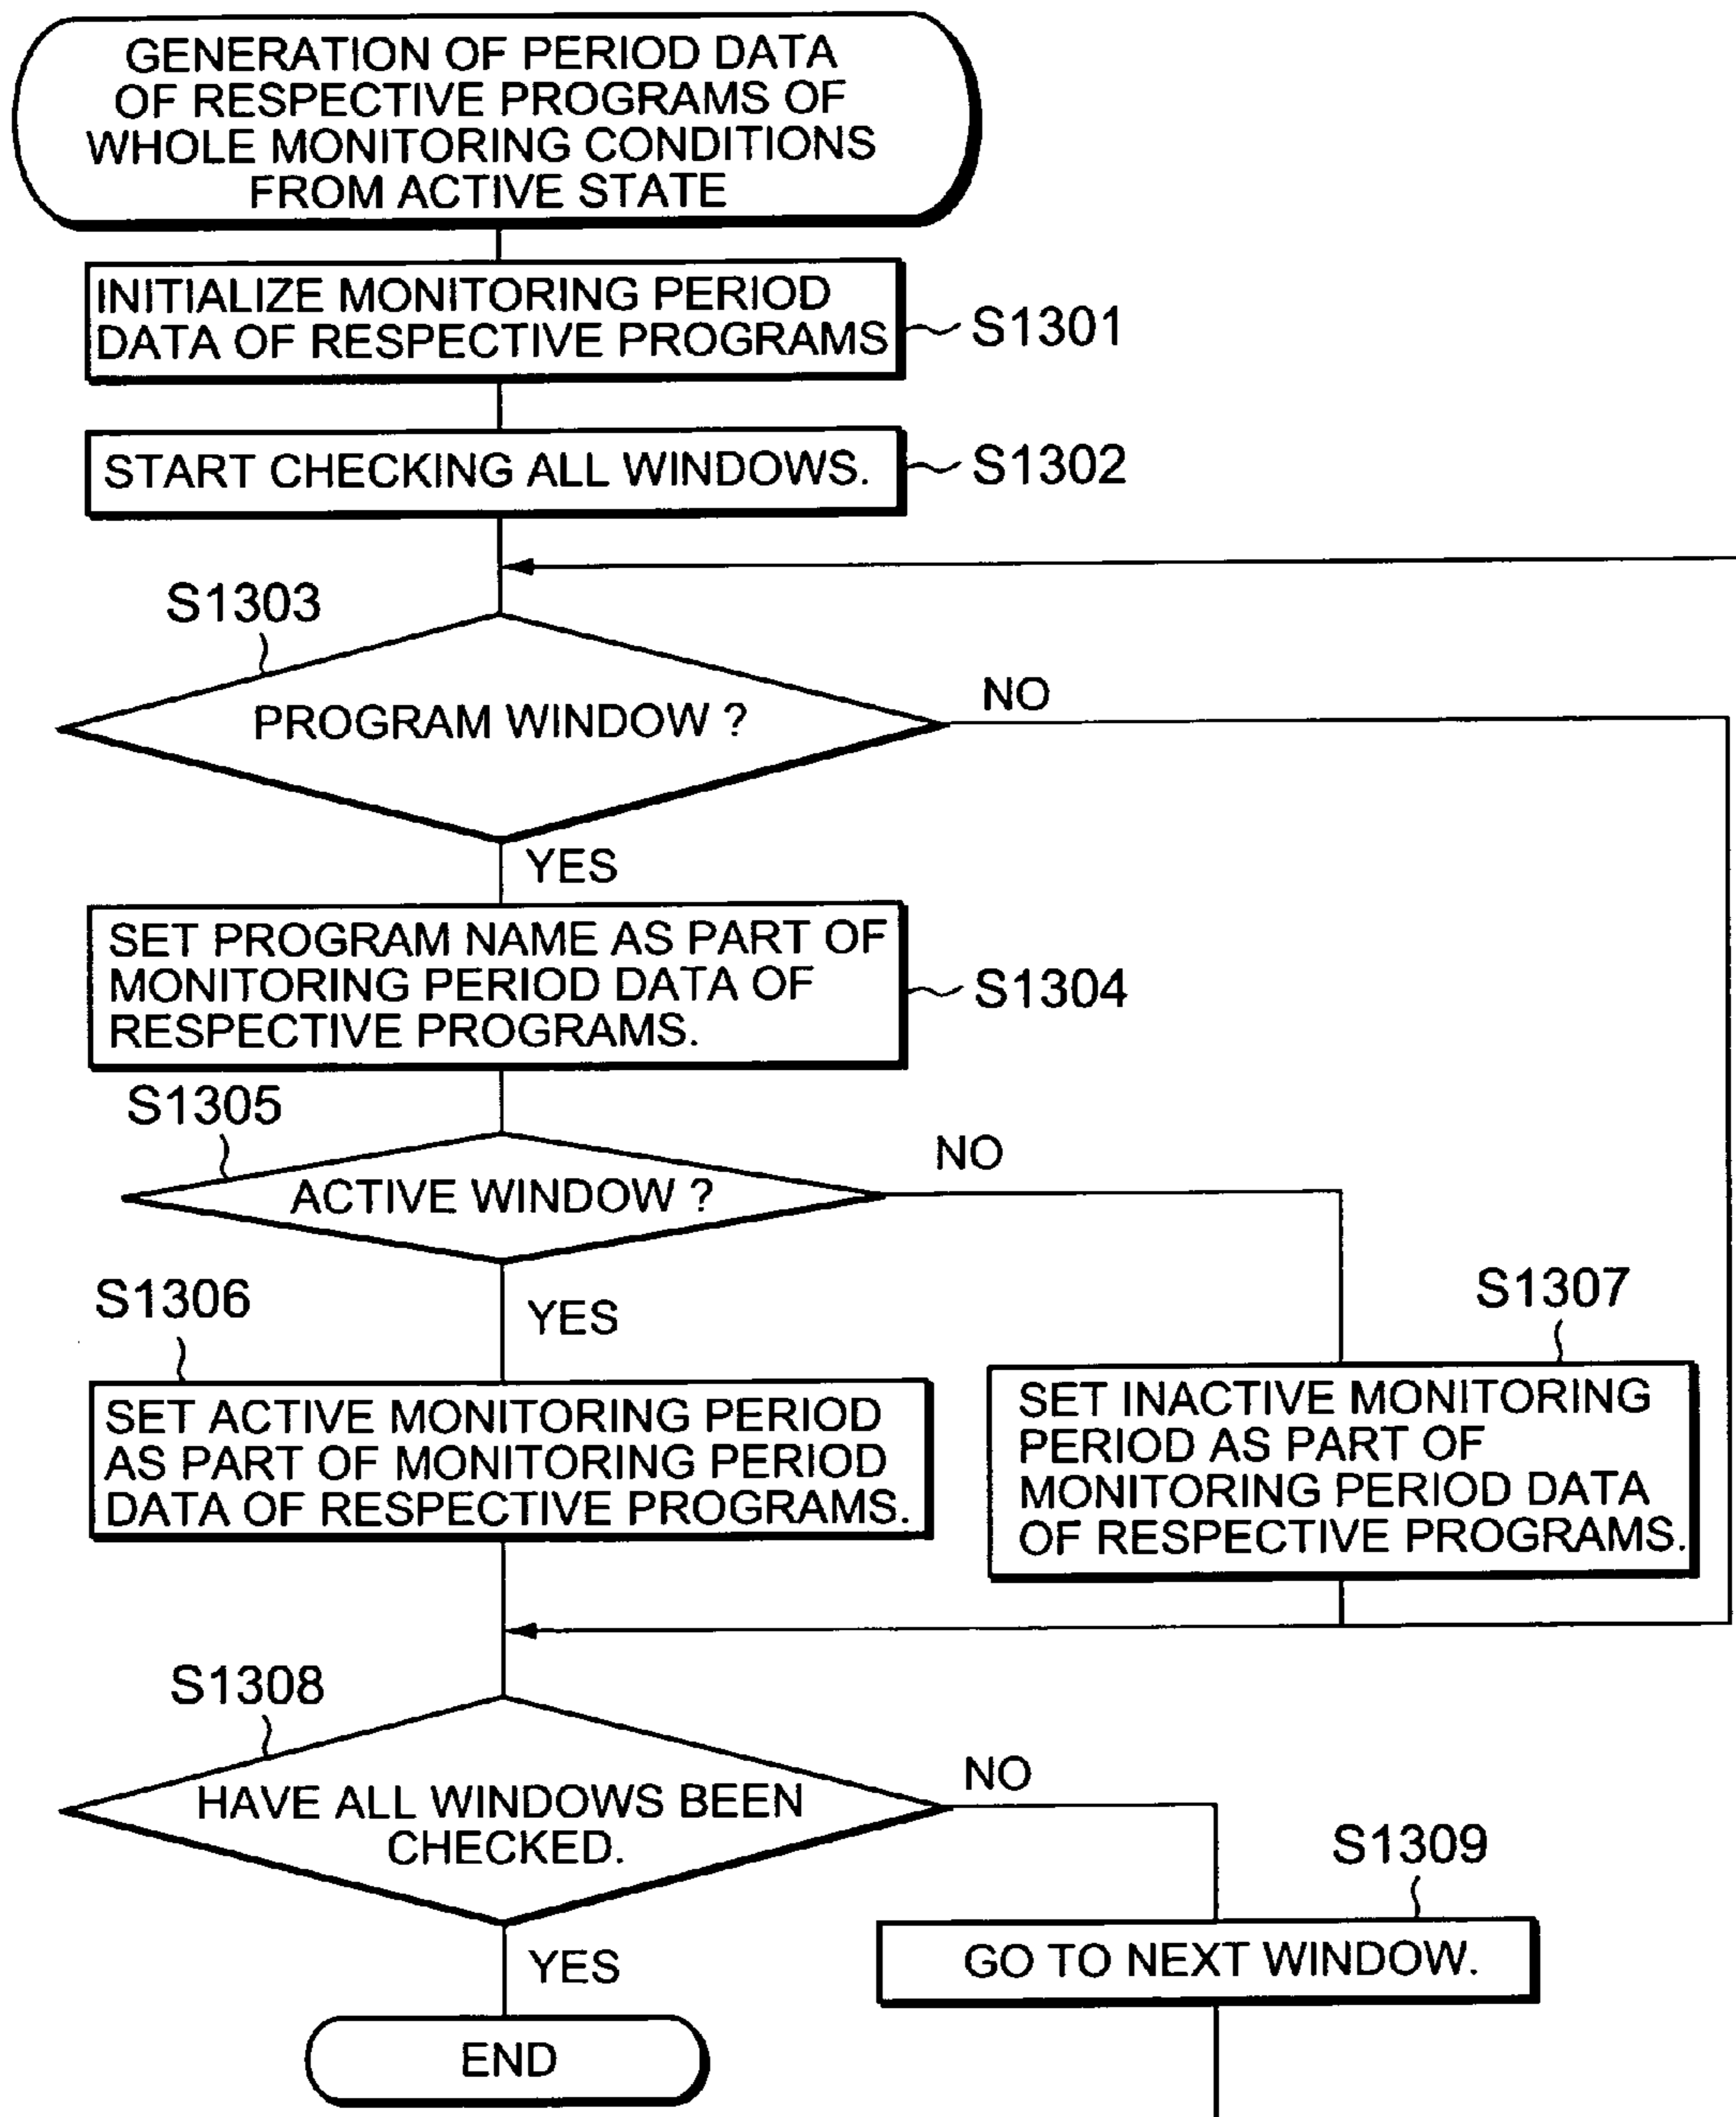 GENERATION OF PERIOD DATA
OF RESPECTIVE PROGRAMS OF
WHOLE MONITORING CONDITIONS
FROM ACTIVE STATE
INITIALIZE MONITORING PERIOD
DATA OF RESPECTIVE PROGRAMS
S1301
START CHECKING ALL WINDOWS.
S1302
S1303
PROGRAM WINDOW ?
NO
YES
SET PROGRAM NAME AS PART OF
MONITORING PERIOD DATA OF
RESPECTIVE PROGRAMS.
S1304
S1305
ACTIVE WINDOW ?
NO
YES
S1306
SET ACTIVE MONITORING PERIOD
AS PART OF MONITORING PERIOD
DATA OF RESPECTIVE PROGRAMS.
S1307
SET INACTIVE MONITORING
PERIOD AS PART OF
MONITORING PERIOD DATA
OF RESPECTIVE PROGRAMS.
S1308
HAVE ALL WINDOWS BEEN
CHECKED.
NO
YES
S1309
GO TO NEXT WINDOW.
END